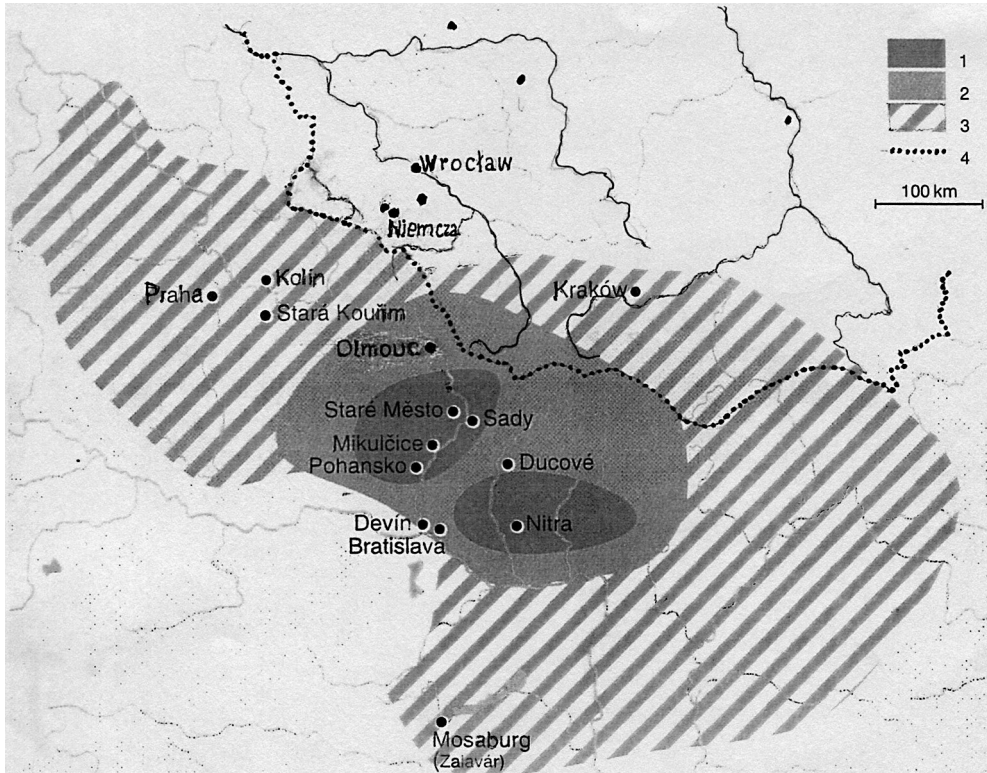 1
2
3
4
100 km
Wrocław
Niemcza
Kolín
Praha
Kraków
Stará Kouřim
Olmouc
Staré Město
Sady
Mikulčice
Pohansko
Ducové
Devín
Nitra
Bratislava
Mosaburg
(Zalavár)